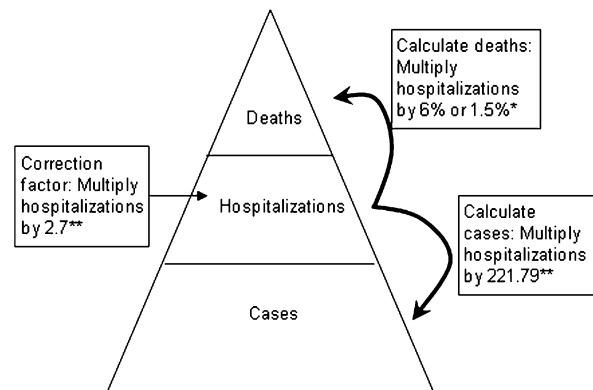 Calculate deaths:
Multiply
hospitalizations
by 6% or 1.5%*
Deaths
Correction
factor: Multiply
hospitalizations
by 2.7**
Hospitalizations
Calculate
cases: Multiply
hospitalizations
by 221.79**
Cases